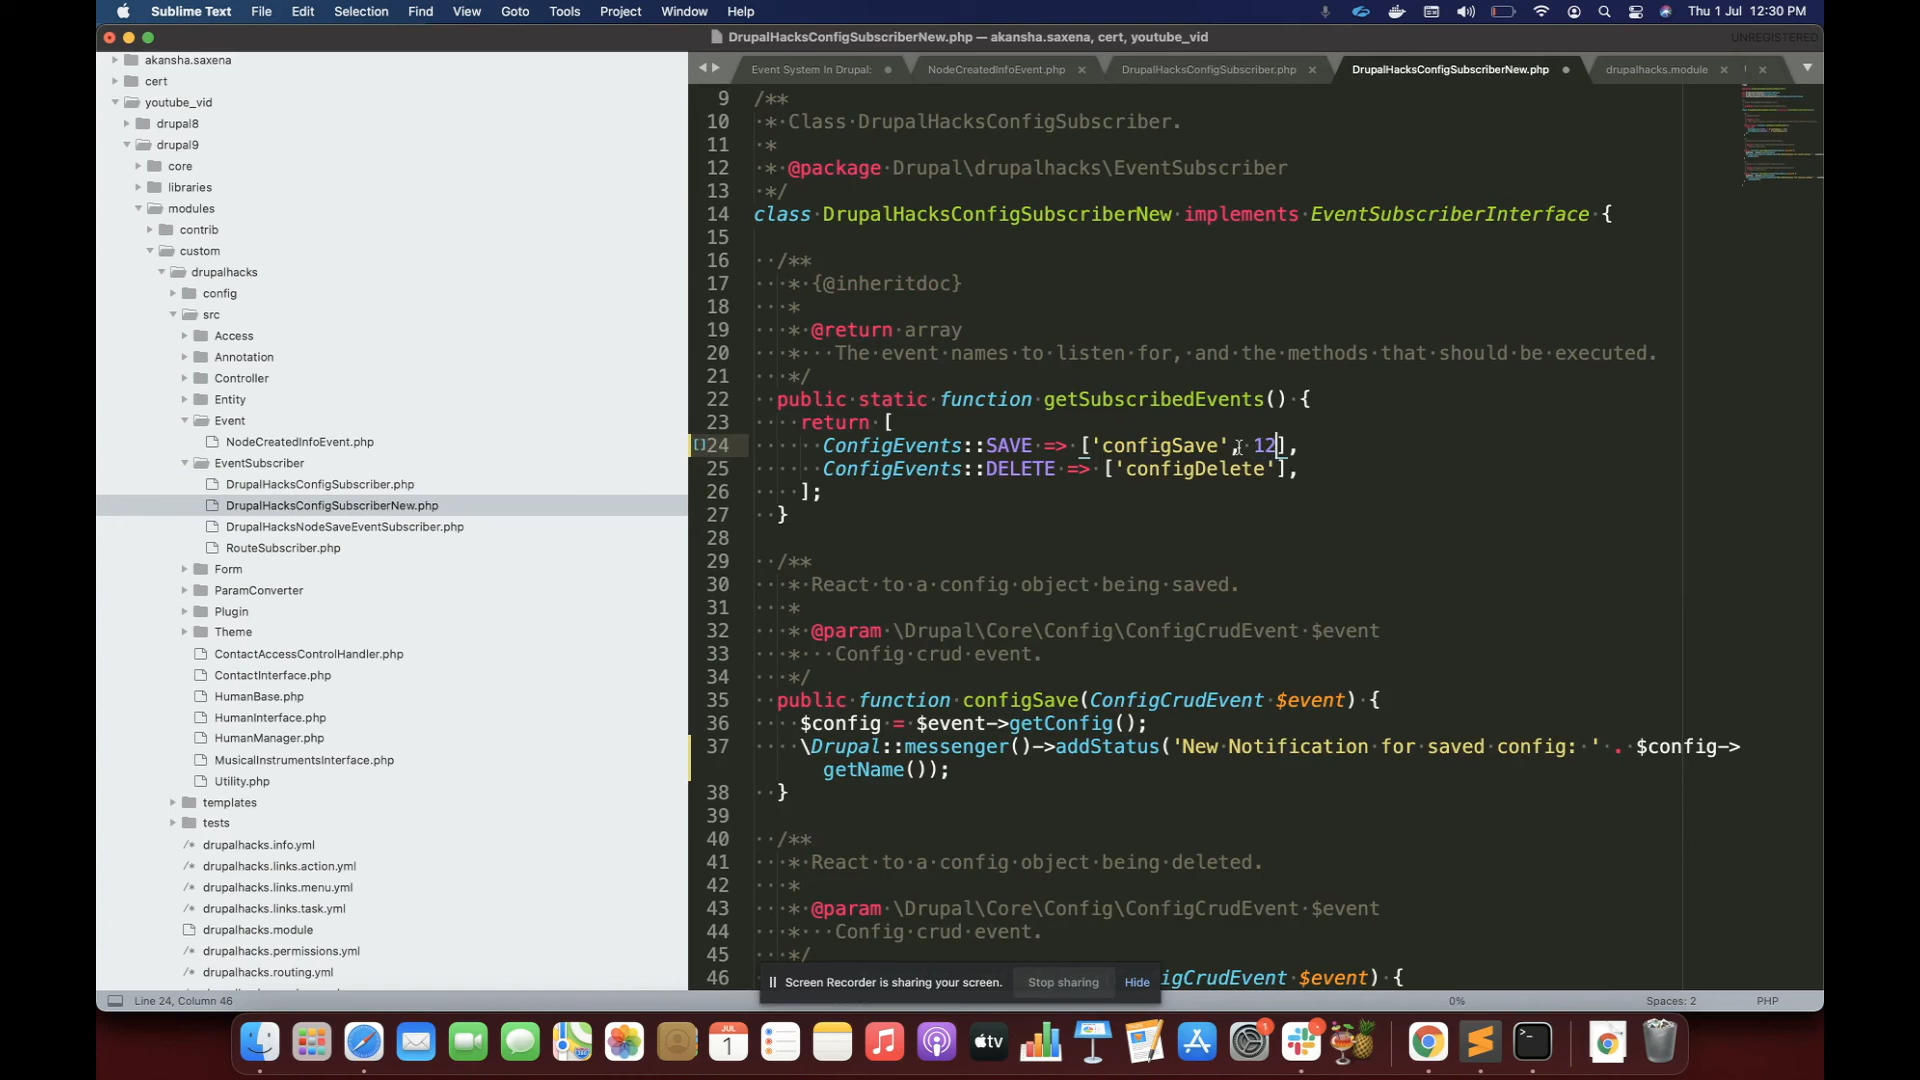 Sublime Text File Edit Selection Find View Goto Tools Project Window Help Thu 1 Jul 12:30 PM
DrupalHacksConfigSubscriberNew.php — akansha.saxena, cert, youtube_vid
UNREGISTERED
Event System In Drupal: NodeCreatedInfoEvent.php DrupalHacksConfigSubscriber.php DrupalHacksConfigSubscriberNew.php drupalhacks.module
akansha.saxena
cert
youtube_vid
drupal8
drupal9
core
libraries
modules
contrib
custom
drupalhacks
config
src
Access
Annotation
Controller
Entity
Event
NodeCreatedInfoEvent.php
EventSubscriber
DrupalHacksConfigSubscriber.php
DrupalHacksConfigSubscriberNew.php
DrupalHacksNodeSaveEventSubscriber.php
RouteSubscriber.php
Form
ParamConverter
Plugin
Theme
ContactAccessControlHandler.php
ContactInterface.php
HumanBase.php
HumanInterface.php
HumanManager.php
MusicalInstrumentsInterface.php
Utility.php
templates
tests
/* drupalhacks.info.yml
/* drupalhacks.links.action.yml
/* drupalhacks.links.menu.yml
/* drupalhacks.links.task.yml
drupalhacks.module
/* drupalhacks.permissions.yml
/* drupalhacks.routing.yml
9 /**
10 * Class DrupalHacksConfigSubscriber.
11 *
12 * @package Drupal\drupalhacks\EventSubscriber
13 */
14 class DrupalHacksConfigSubscriberNew implements EventSubscriberInterface {
15
16 /**
17 * {@inheritdoc}
18 *
19 * @return array
20 * The event names to listen for, and the methods that should be executed.
21 */
22 public static function getSubscribedEvents() {
23 return [
24 ConfigEvents::SAVE => ['configSave', 12],
25 ConfigEvents::DELETE => ['configDelete'],
26 ];
27 }
28
29 /**
30 * React to a config object being saved.
31 *
32 * @param \Drupal\Core\Config\ConfigCrudEvent $event
33 * Config crud event.
34 */
35 public function configSave(ConfigCrudEvent $event) {
36 $config = $event->getConfig();
37 \Drupal::messenger()->addStatus('New Notification for saved config: ' . $config->
getName());
38 }
39
40 /**
41 * React to a config object being deleted.
42 *
43 * @param \Drupal\Core\Config\ConfigCrudEvent $event
44 * Config crud event.
45 */
46 igCrudEvent $event) {
Screen Recorder is sharing your screen. Stop sharing Hide
Line 24, Column 46 0% Spaces: 2 PHP
JUL
1
tv
1